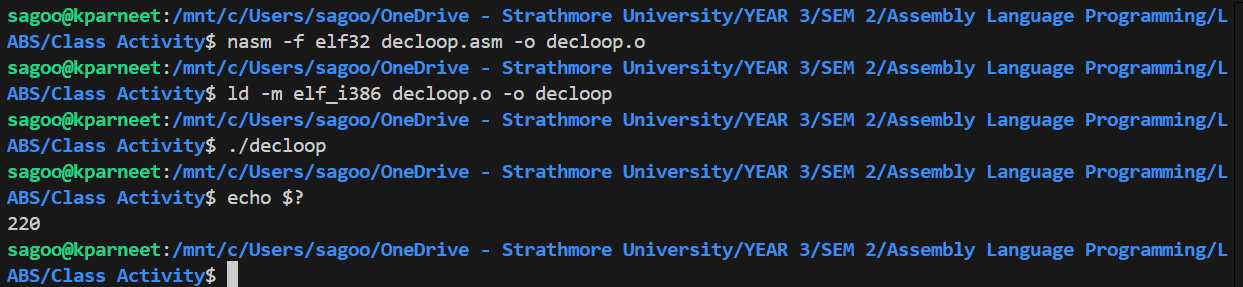 sagoo@kparneet:/mnt/c/Users/sagoo/OneDrive - Strathmore University/YEAR 3/SEM 2/Assembly Language Programming/L
ABS/Class Activity$ nasm -f elf32 decloop.asm -o decloop.o
sagoo@kparneet:/mnt/c/Users/sagoo/OneDrive - Strathmore University/YEAR 3/SEM 2/Assembly Language Programming/L
ABS/Class Activity$ ld -m elf_i386 decloop.o -o decloop
sagoo@kparneet:/mnt/c/Users/sagoo/OneDrive - Strathmore University/YEAR 3/SEM 2/Assembly Language Programming/L
ABS/Class Activity$ ./decloop
sagoo@kparneet:/mnt/c/Users/sagoo/OneDrive - Strathmore University/YEAR 3/SEM 2/Assembly Language Programming/L
ABS/Class Activity$ echo $?
220
sagoo@kparneet:/mnt/c/Users/sagoo/OneDrive - Strathmore University/YEAR 3/SEM 2/Assembly Language Programming/L
ABS/Class Activity$